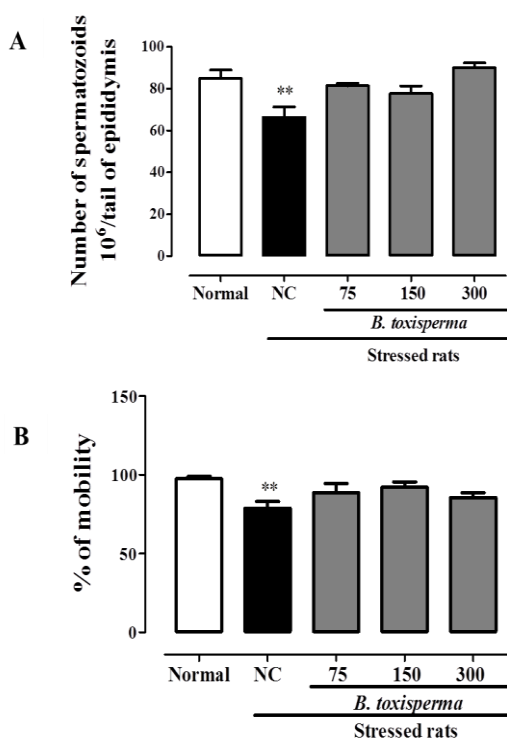 A
Number of spermatozoids
10⁶/tail of epididymis
100
80
60
40
20
0
**
Normal NC 75 150 300
B. toxisperma
Stressed rats
B
% of mobility
150
100
50
0
**
Normal NC 75 150 300
B. toxisperma
Stressed rats